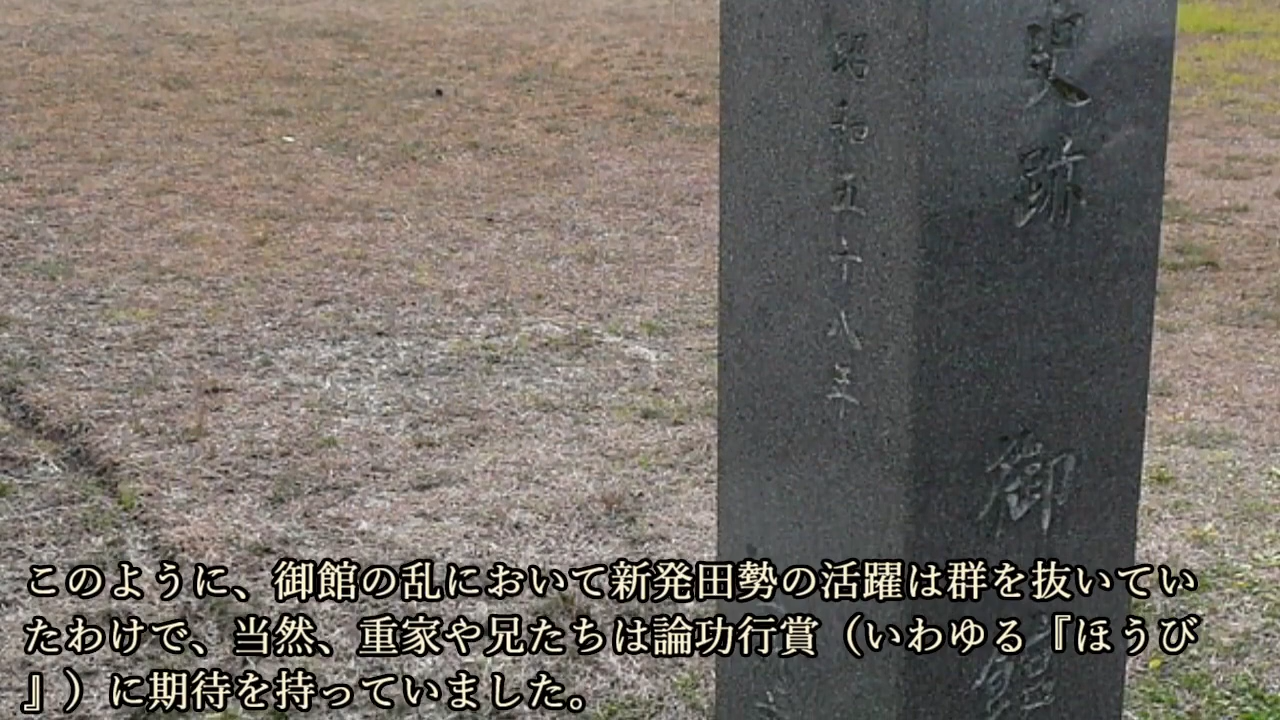 史跡 御館
昭和五十八年
このように、御館の乱において新発田勢の活躍は群を抜いてい
たわけで、当然、重家や兄たちは論功行賞（いわゆる『ほうび
』）に期待を持っていました。